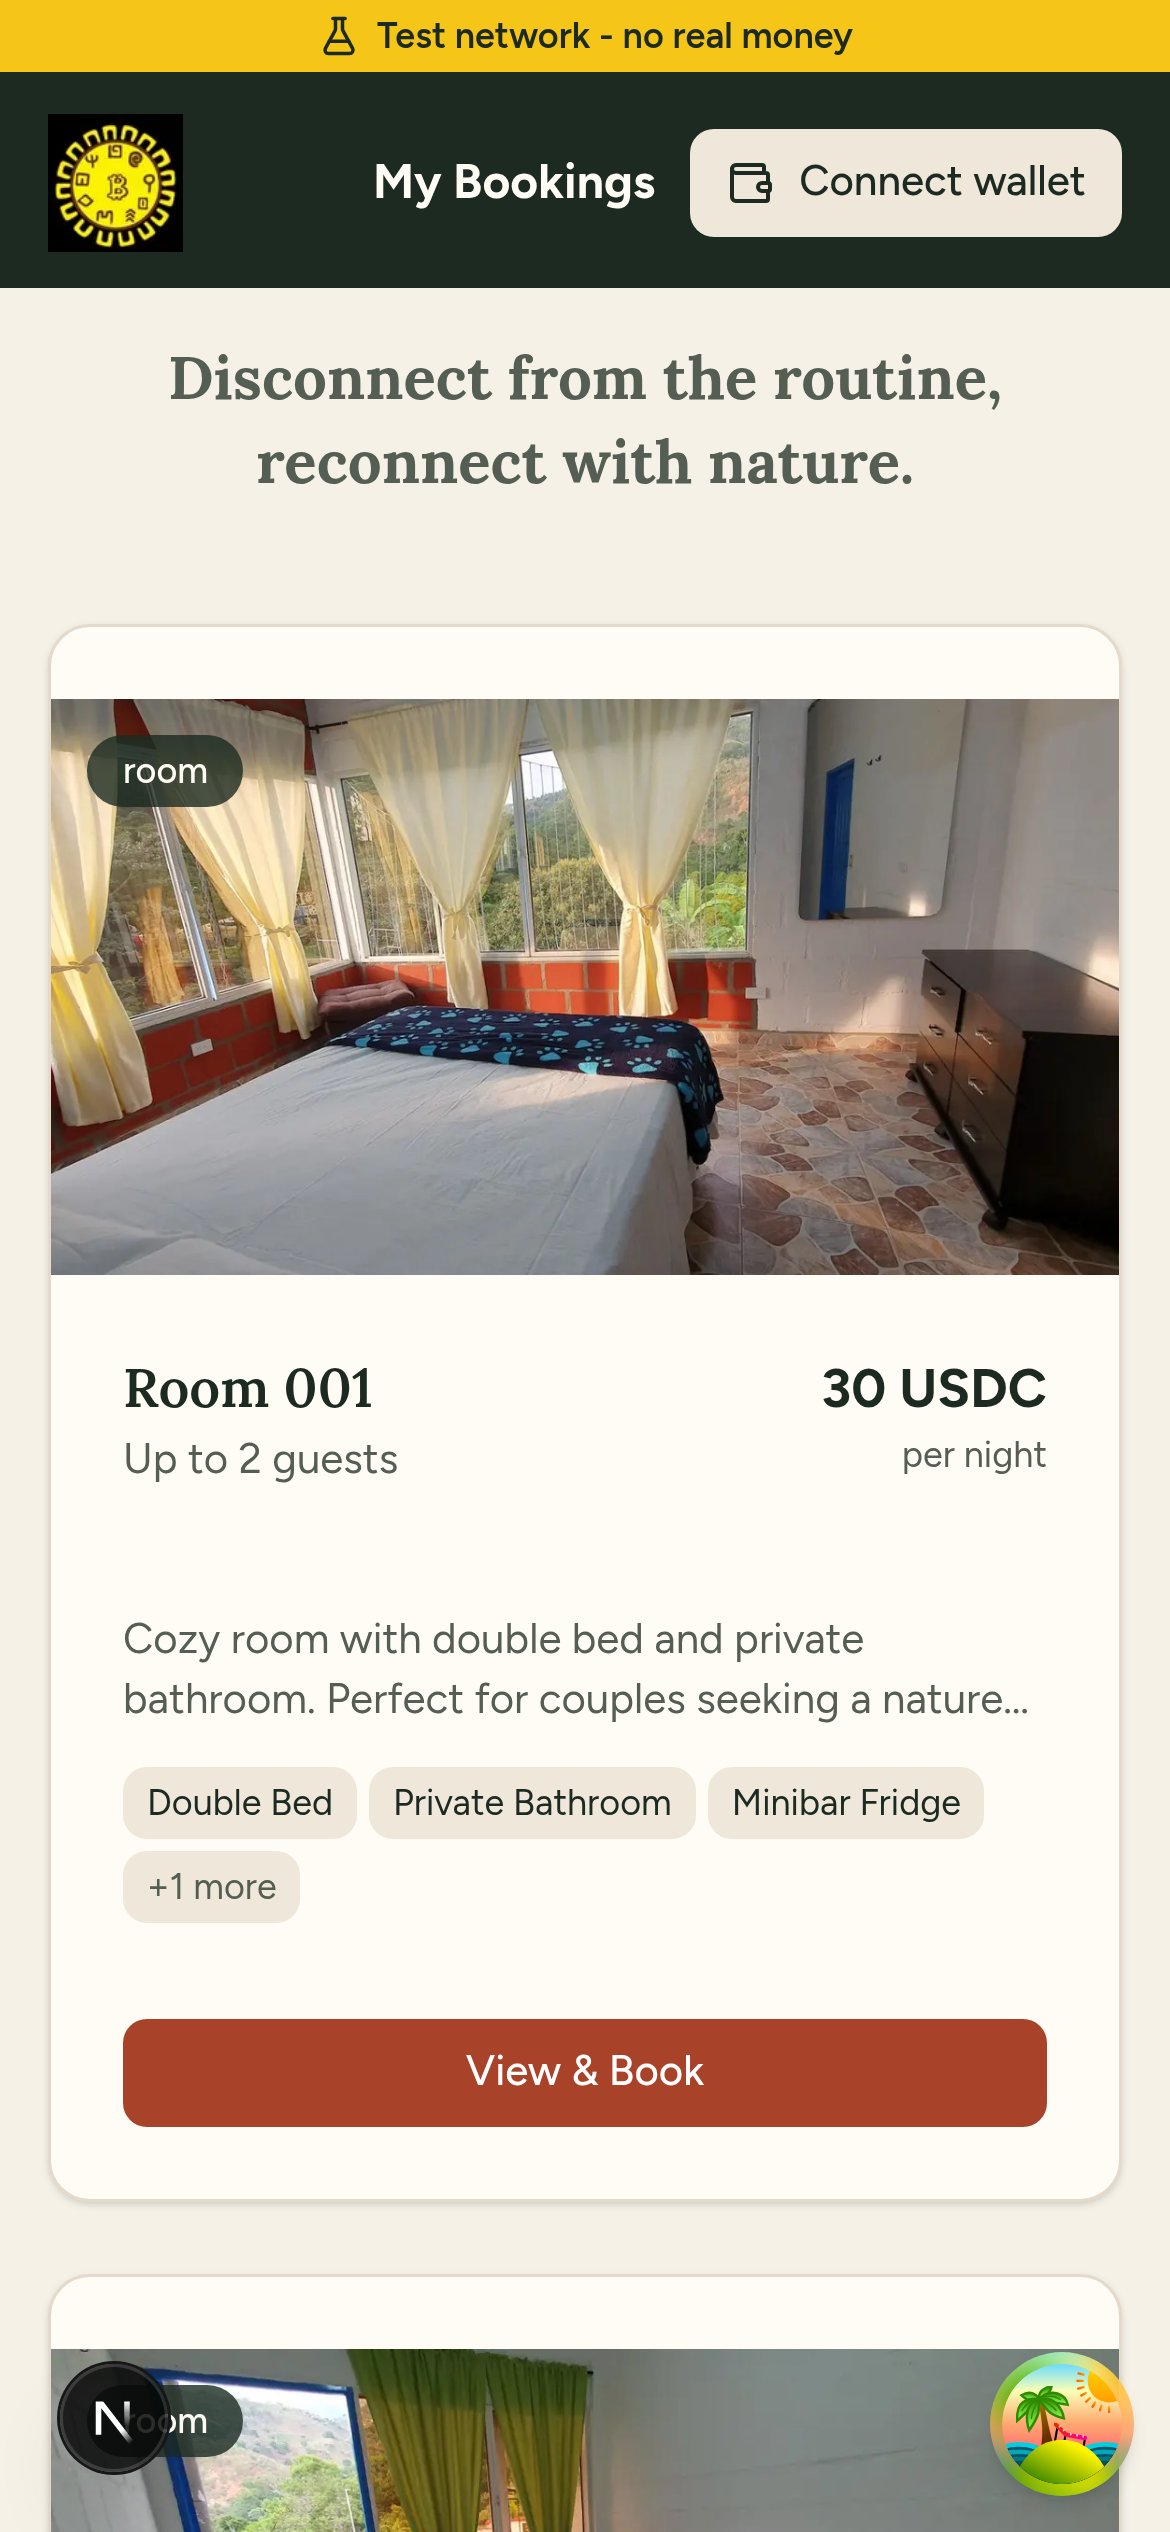 Test network - no real money
My Bookings
Connect wallet
Disconnect from the routine,
reconnect with nature.
room
Room 001
30 USDC
Up to 2 guests
per night
Cozy room with double bed and private
bathroom. Perfect for couples seeking a nature...
Double Bed
Private Bathroom
Minibar Fridge
+1 more
View & Book
N
room